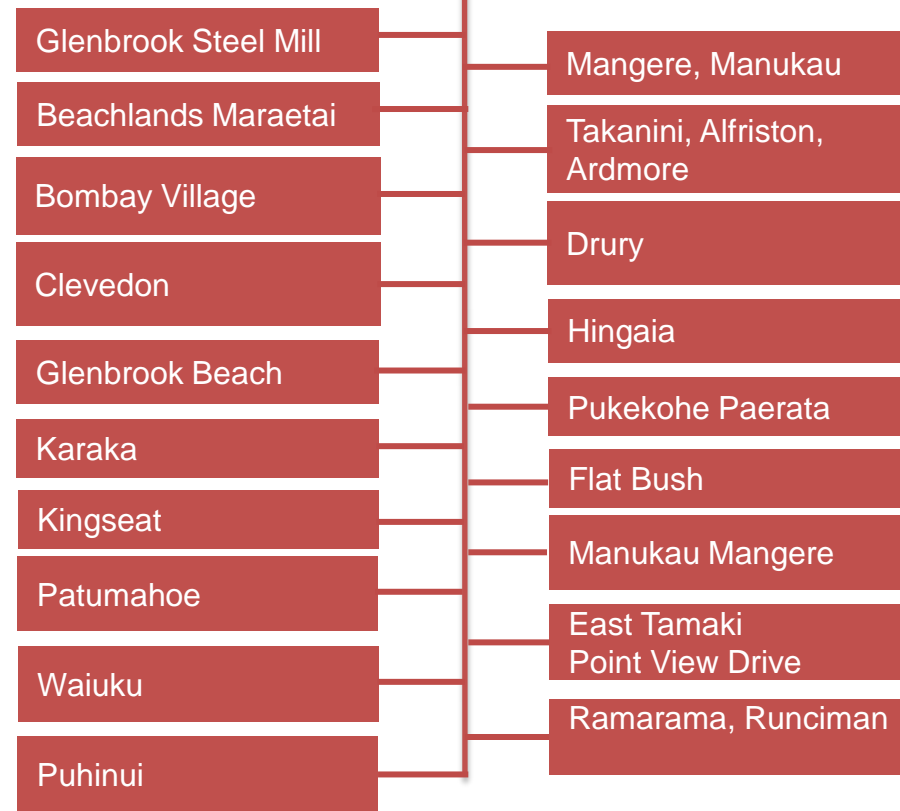 Glenbrook Steel Mill
Beachlands Maraetai
Bombay Village
Clevedon
Glenbrook Beach
Karaka
Kingseat
Patumahoe
Waiuku
Puhinui
Mangere, Manukau
Takanini, Alfriston,
Ardmore
Drury
Hingaia
Pukekohe Paerata
Flat Bush
Manukau Mangere
East Tamaki
Point View Drive
Ramarama, Runciman